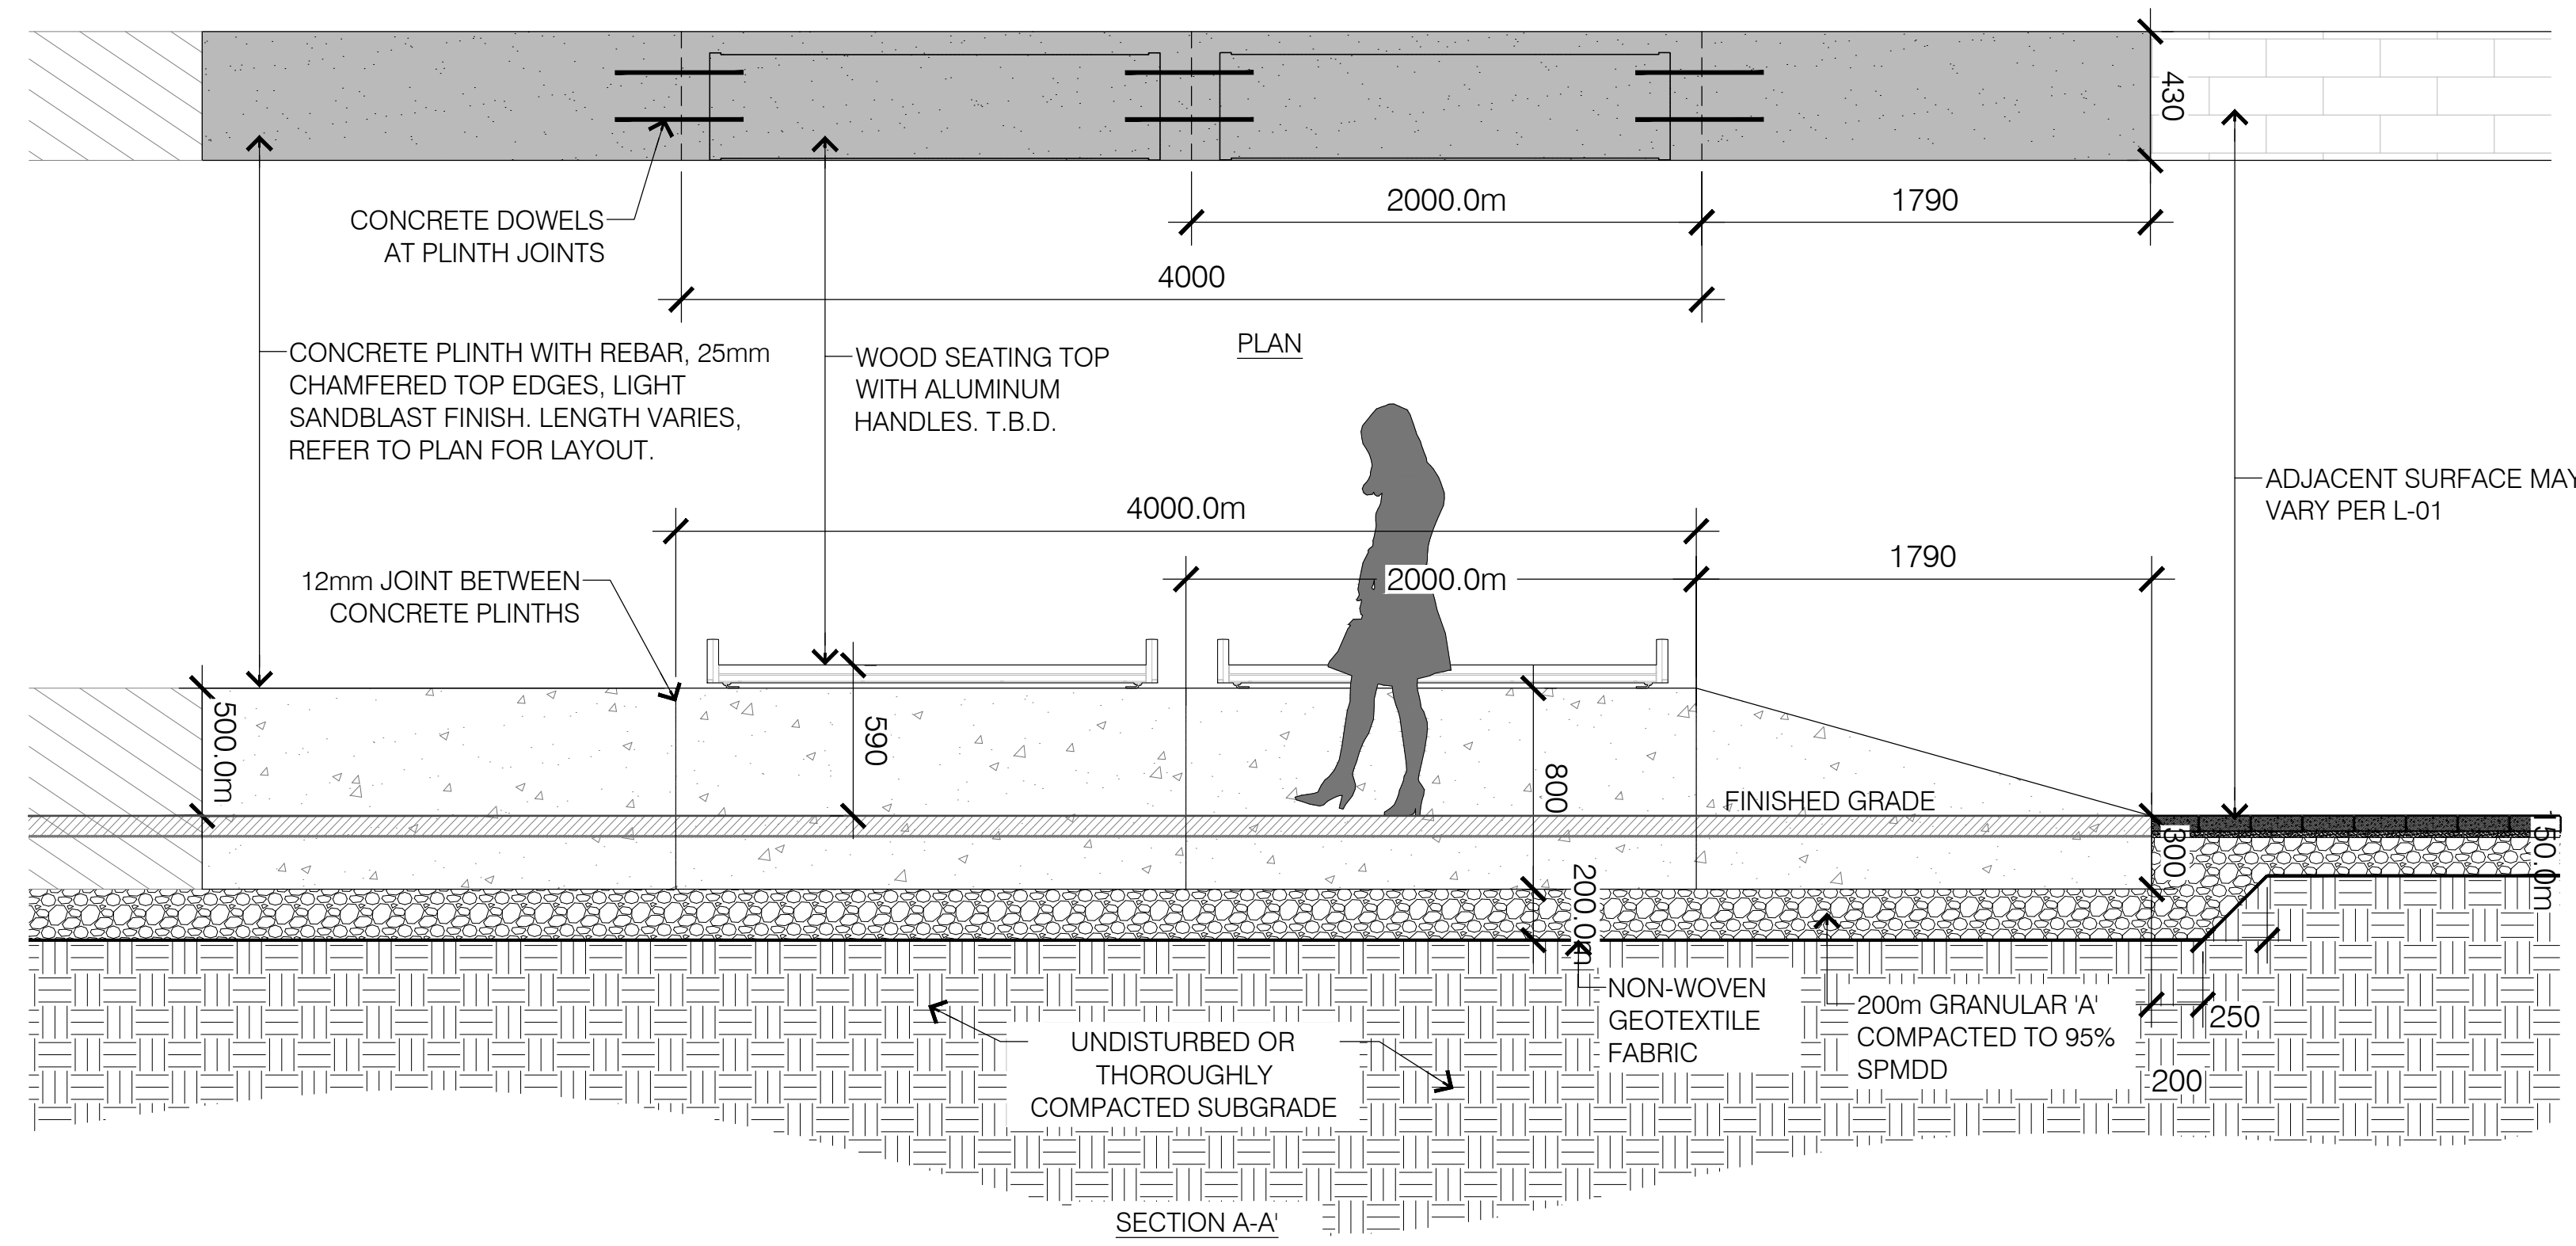 430
2000.0m
1790
CONCRETE DOWELS
AT PLINTH JOINTS
4000
PLAN
CONCRETE PLINTH WITH REBAR, 25mm
CHAMFERED TOP EDGES, LIGHT
SANDBLAST FINISH. LENGTH VARIES,
REFER TO PLAN FOR LAYOUT.
WOOD SEATING TOP
WITH ALUMINUM
HANDLES. T.B.D.
ADJACENT SURFACE MAY
VARY PER L-01
4000.0m
1790
2000.0m
12mm JOINT BETWEEN
CONCRETE PLINTHS
500.0m
590
800
FINISHED GRADE
300
150.0m
200.0m
NON-WOVEN
GEOTEXTILE
FABRIC
200m GRANULAR 'A'
COMPACTED TO 95%
SPMDD
250
200
UNDISTURBED OR
THOROUGHLY
COMPACTED SUBGRADE
SECTION A-A'